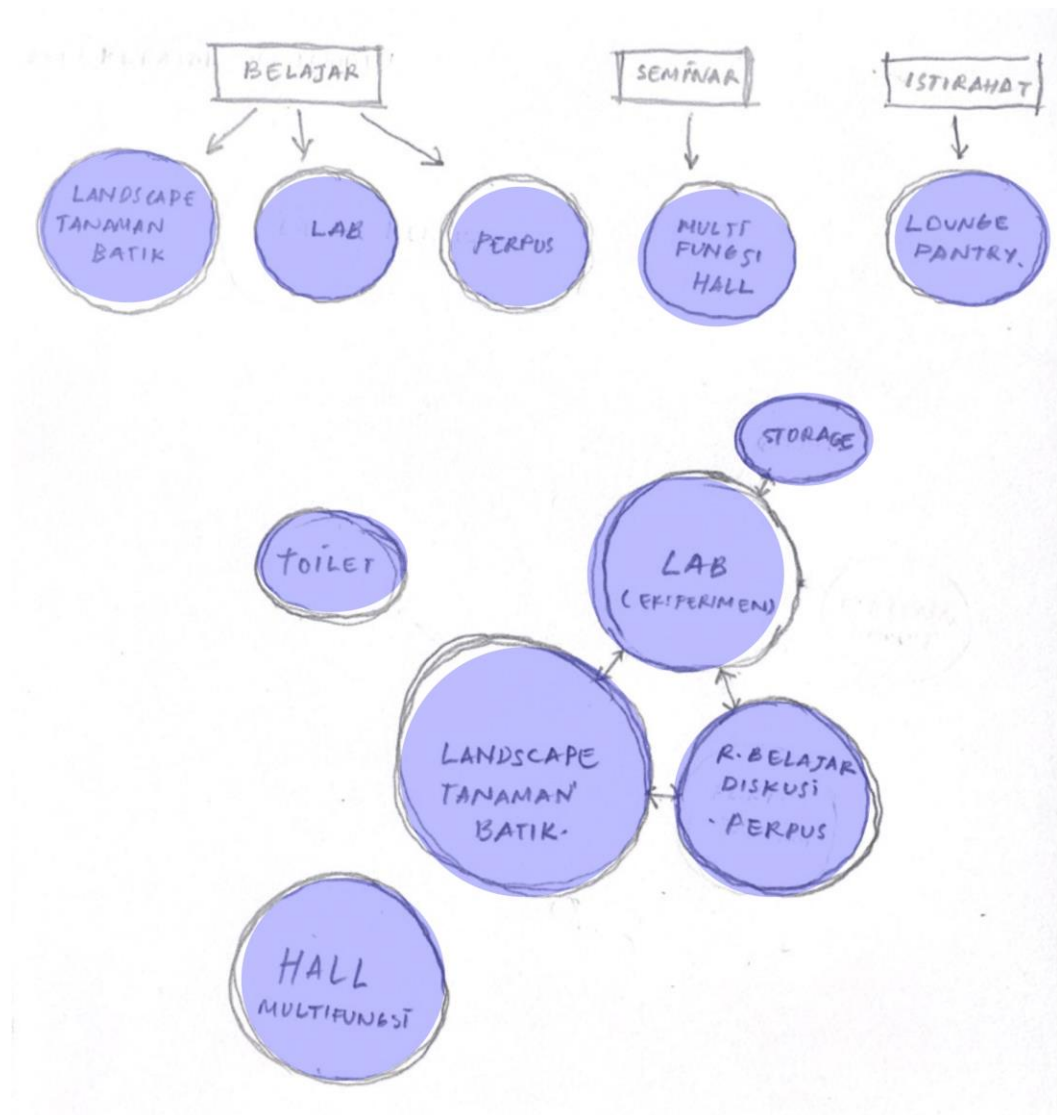 BELAJAR
SEMINAR
ISTIRAHAT
LANDSCAPE
TANAMAN
BATIK
LAB
PERPUS
MULTI
FUNGSI
HALL
LOUNGE
PANTRY.
STORAGE
TOILET
LAB
(EKSPERIMEN)
LANDSCAPE
TANAMAN
BATIK.
R. BELAJAR
DISKUSI
. PERPUS
HALL
MULTIFUNGSI